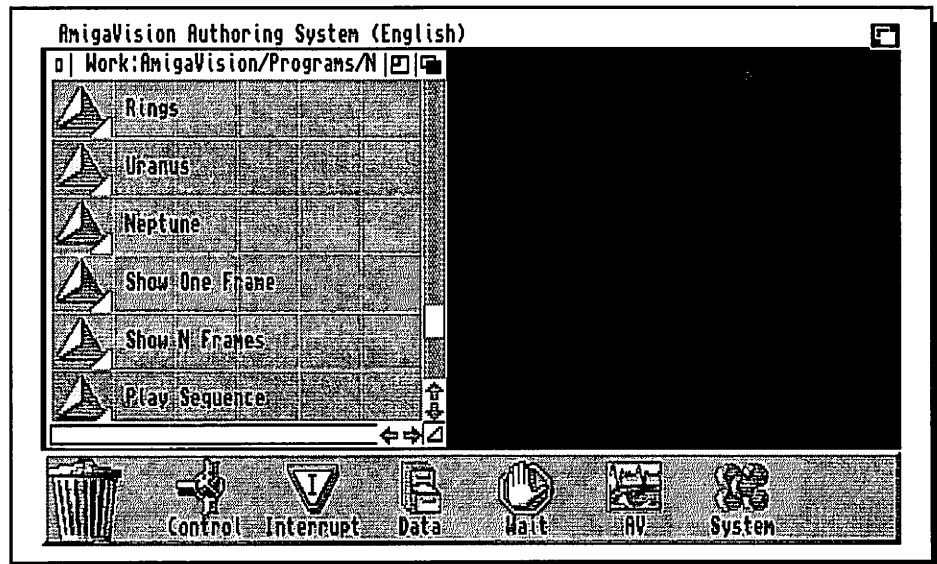 AmigaVision Authoring System (English)
Work:AmigaVision/Programs/N
Rings
Uranus
Neptune
Show One Frame
Show N Frames
Play Sequence
Control Interrupt Data Wait AV System